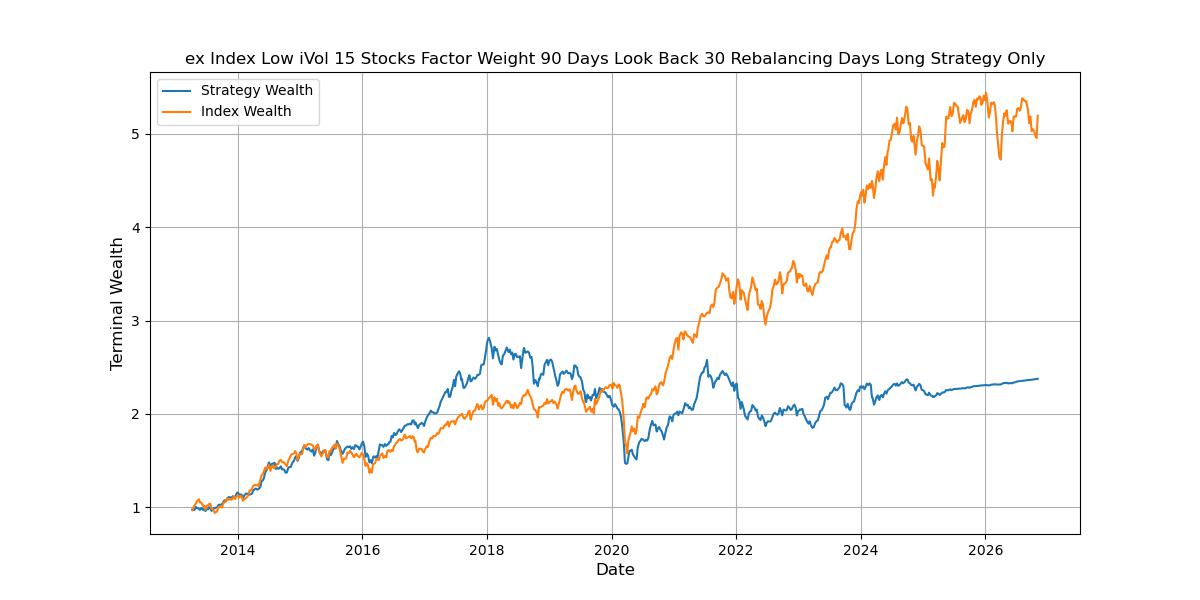 ex Index Low iVol 15 Stocks Factor Weight 90 Days Look Back 30 Rebalancing Days Long Strategy Only
Strategy Wealth
Index Wealth
Terminal Wealth
5
4
3
2
1
2014 2016 2018 2020 2022 2024 2026
Date